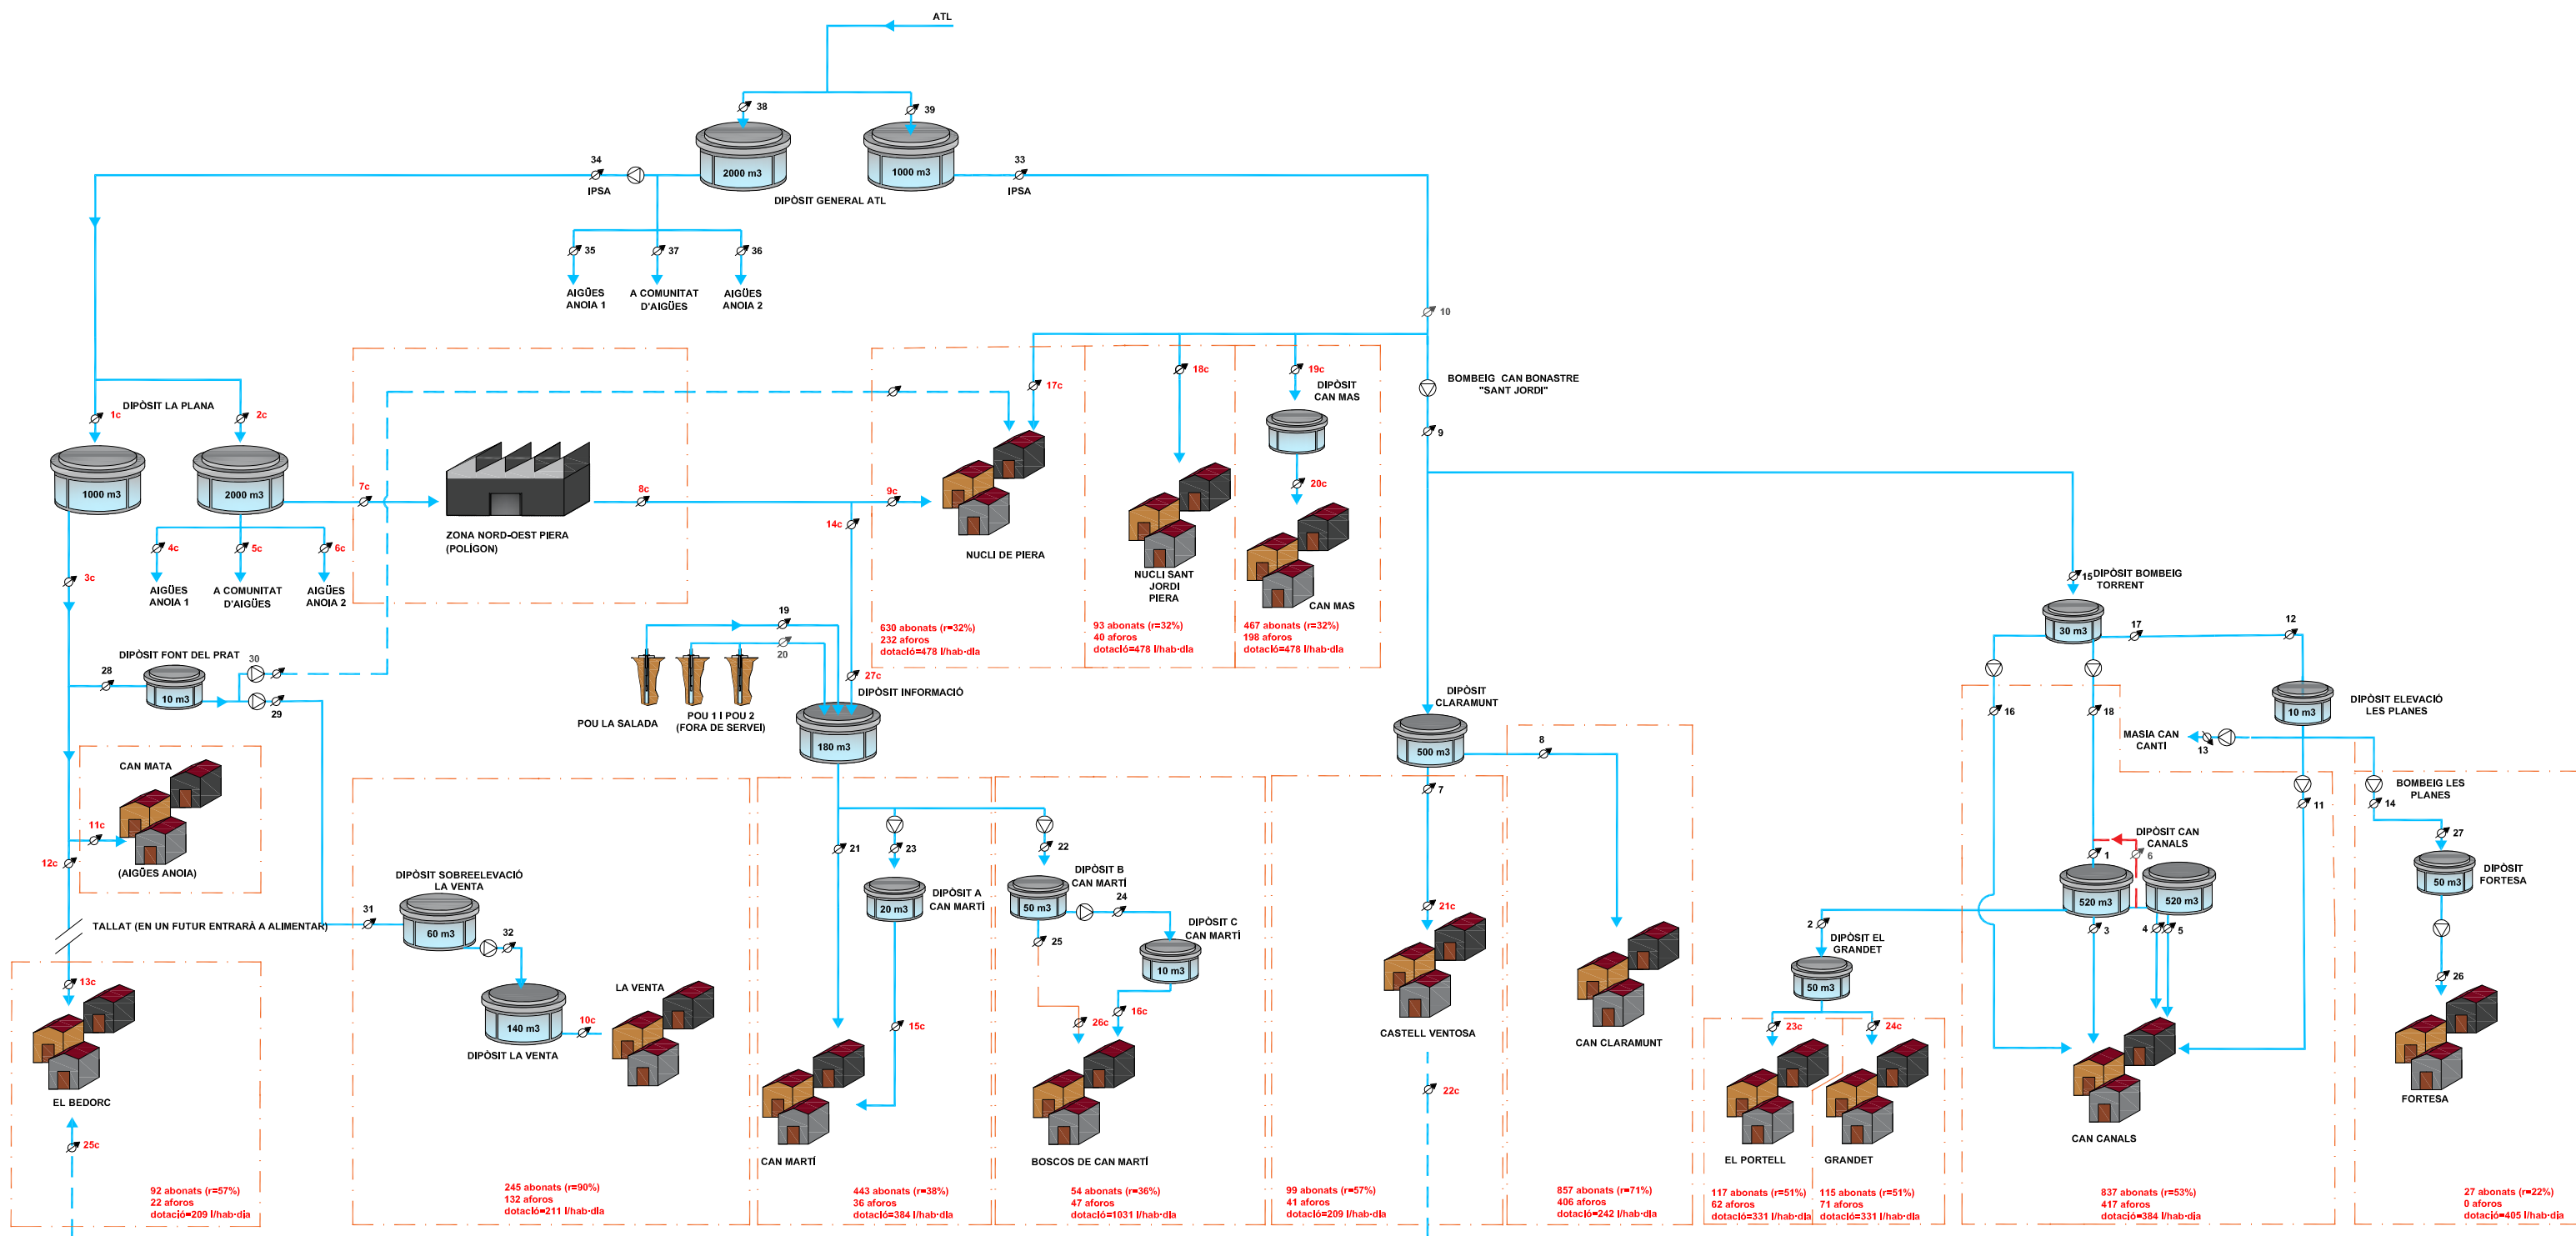 ATL
38
39
2000 m3
1000 m3
DIPÒSIT GENERAL ATL
34
IPSA
33
IPSA
35
37
36
AIGÜES
ANOIA 1
A COMUNITAT
D'AIGÜES
AIGÜES
ANOIA 2
10
DIPÒSIT LA PLANA
1c
2c
1000 m3
2000 m3
7c
8c
9c
14c
ZONA NORD-OEST PIERA
(POLÍGON)
4c
5c
6c
AIGÜES
ANOIA 1
A COMUNITAT
D'AIGÜES
AIGÜES
ANOIA 2
3c
17c
NUCLI DE PIERA
630 abonats (r=32%)
232 aforos
dotació=478 l/hab·dia
18c
NUCLI SANT
JORDI
PIERA
93 abonats (r=32%)
40 aforos
dotació=478 l/hab·dia
19c
DIPÒSIT
CAN MAS
20c
CAN MAS
467 abonats (r=32%)
198 aforos
dotació=478 l/hab·dia
BOMBEIG CAN BONASTRE
"SANT JORDI"
9
15
DIPÒSIT BOMBEIG
TORRENT
30 m3
17
12
16
18
10 m3
DIPÒSIT ELEVACIÓ
LES PLANES
MASIA CAN
CANTI
13
11
BOMBEIG LES
PLANES
14
27
50 m3
DIPÒSIT
FORTESA
26
FORTESA
27 abonats (r=22%)
0 aforos
dotació=405 l/hab·dia
DIPÒSIT FONT DEL PRAT
28
10 m3
30
29
19
20
POU LA SALADA
POU 1 I POU 2
(FORA DE SERVEI)
27c
DIPÒSIT INFORMACIÓ
180 m3
DIPÒSIT
CLARAMUNT
500 m3
8
7
CAN MATA
11c
(AIGÜES ANOIA)
12c
TALLAT (EN UN FUTUR ENTRARÀ A ALIMENTAR)
13c
EL BEDORC
25c
92 abonats (r=57%)
22 aforos
dotació=209 l/hab·dia
31
DIPÒSIT SOBREELEVACIÓ
LA VENTA
60 m3
32
140 m3
DIPÒSIT LA VENTA
10c
LA VENTA
245 abonats (r=90%)
132 aforos
dotació=211 l/hab·dia
21
23
20 m3
DIPÒSIT A
CAN MARTÍ
15c
CAN MARTÍ
443 abonats (r=38%)
36 aforos
dotació=384 l/hab·dia
22
DIPÒSIT B
CAN MARTÍ
50 m3
24
25
DIPÒSIT C
CAN MARTÍ
10 m3
26c
16c
BOSCOS DE CAN MARTÍ
54 abonats (r=36%)
47 aforos
dotació=1031 l/hab·dia
21c
CASTELL VENTOSA
22c
99 abonats (r=57%)
41 aforos
dotació=209 l/hab·dia
CAN CLARAMUNT
857 abonats (r=71%)
406 aforos
dotació=242 l/hab·dia
DIPÒSIT CAN
CANALS
1
6
520 m3
520 m3
2
3
4
5
DIPÒSIT EL
GRANDET
50 m3
23c
24c
EL PORTELL
GRANDET
117 abonats (r=51%)
62 aforos
dotació=331 l/hab·dia
115 abonats (r=51%)
71 aforos
dotació=331 l/hab·dia
CAN CANALS
837 abonats (r=53%)
417 aforos
dotació=384 l/hab·dia